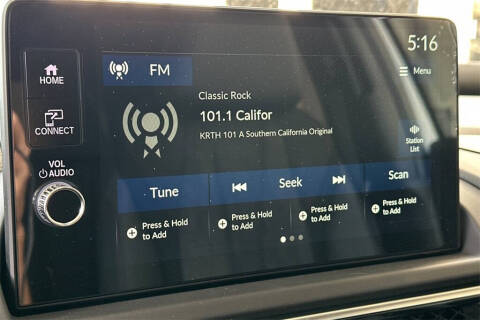 5:16
HOME
FM
Menu
Classic Rock
101.1 Califor
CONNECT
KRTH 101 A Southern California Original
Station
List
VOL
AUDIO
Tune
Seek
Scan
Press & Hold
to Add
Press & Hold
to Add
Press & Hold
to Add
Press & Hold
to Add